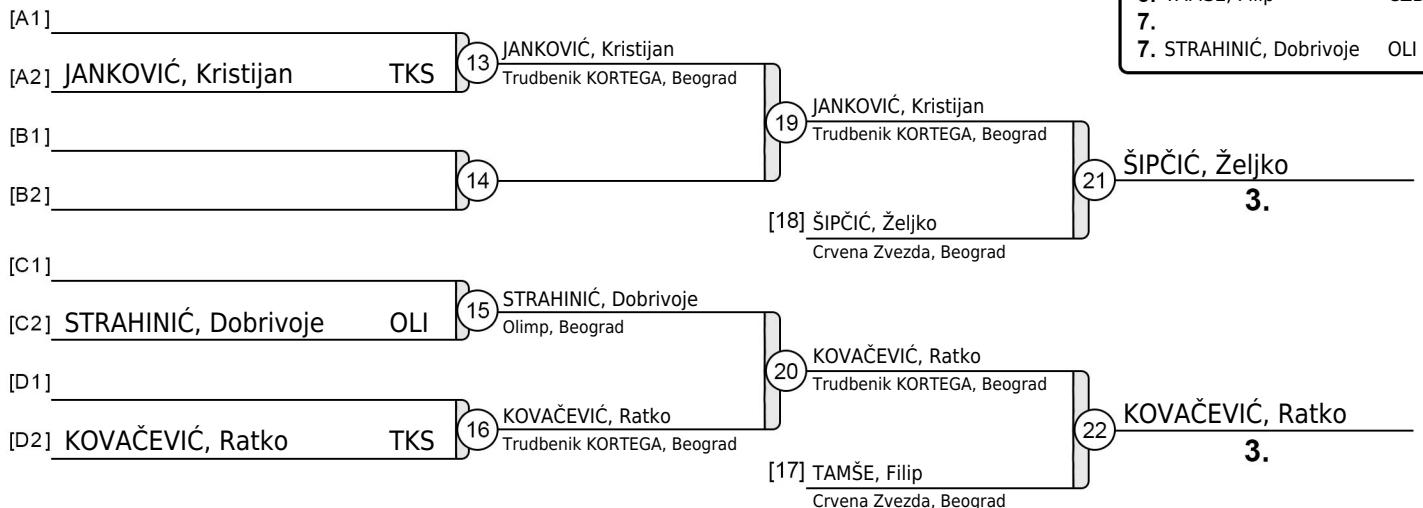 [A1]
[A2] JANKOVIĆ, Kristijan TKS
13
JANKOVIĆ, Kristijan
Trudbenik KORTEGA, Beograd
[B1]
[B2]
14
19
JANKOVIĆ, Kristijan
Trudbenik KORTEGA, Beograd
[18] ŠIPČIĆ, Željko
Crvena Zvezda, Beograd
21
ŠIPČIĆ, Željko
3.
[C1]
[C2] STRAHINIĆ, Dobrivoje OLI
15
STRAHINIĆ, Dobrivoje
Olimp, Beograd
[D1]
[D2] KOVAČEVIĆ, Ratko TKS
16
KOVAČEVIĆ, Ratko
Trudbenik KORTEGA, Beograd
20
KOVAČEVIĆ, Ratko
Trudbenik KORTEGA, Beograd
[17] TAMŠE, Filip
Crvena Zvezda, Beograd
22
KOVAČEVIĆ, Ratko
3.
7.
7. STRAHINIĆ, Dobrivoje OLI